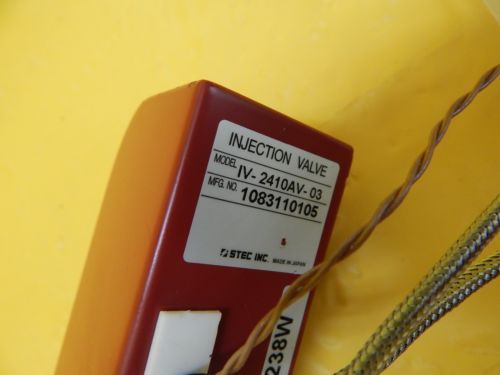 INJECTION VALVE
MODEL IV-2410AV-03
MFG. NO. 1083110105
STEC INC. MADE IN JAPAN
238W